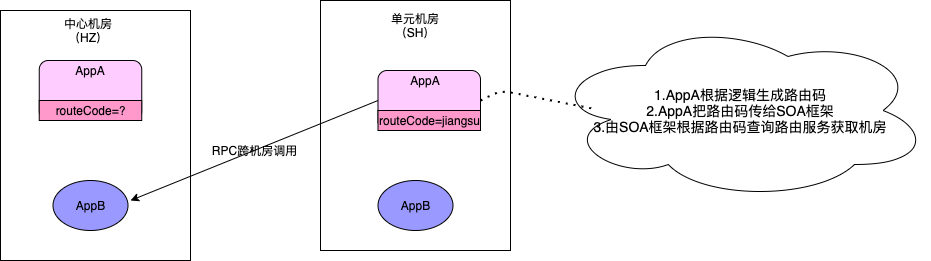 中心机房
（HZ）
AppA
routeCode=?
AppB
RPC跨机房调用
单元机房
（SH）
AppA
routeCode=jiangsu
AppB
1.AppA根据逻辑生成路由码
2.AppA把路由码传给SOA框架
3.由SOA框架根据路由码查询路由服务获取机房